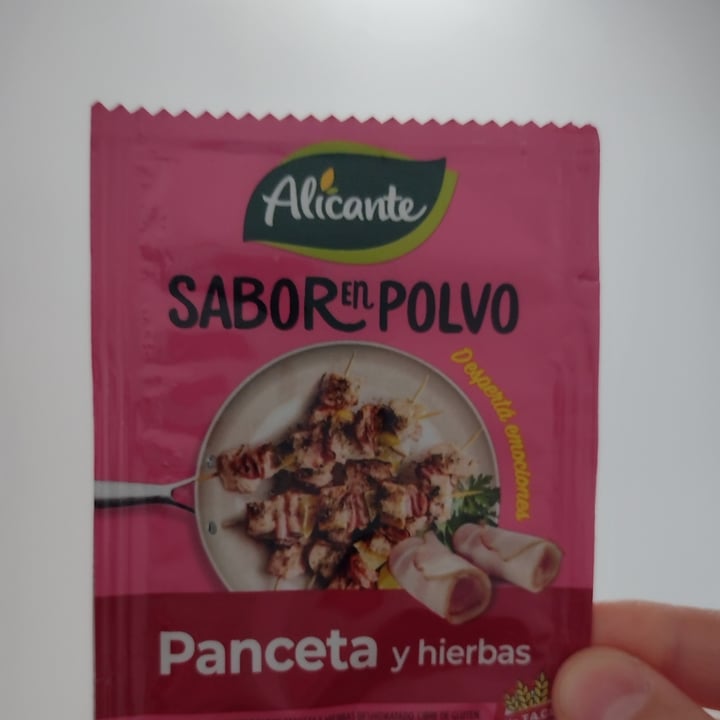 Alicante
SABOR EN POLVO
Despertá emociones
Panceta y hierbas